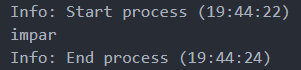 Info: Start process (19:44:22)
impar
Info: End process (19:44:24)